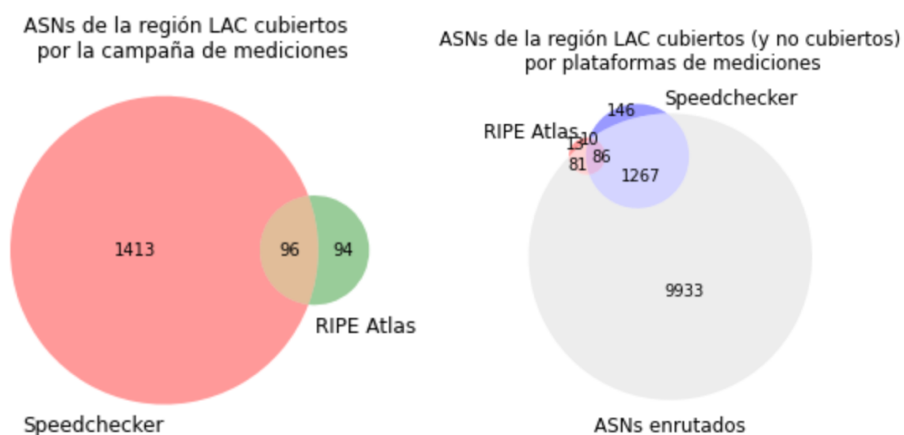 ASNs de la región LAC cubiertos
por la campaña de mediciones
1413
96
94
RIPE Atlas
Speedchecker
ASNs de la región LAC cubiertos (y no cubiertos)
por plataformas de mediciones
Speedchecker
146
RIPE Atlas
10
13
86
81
1267
9933
ASNs enrutados